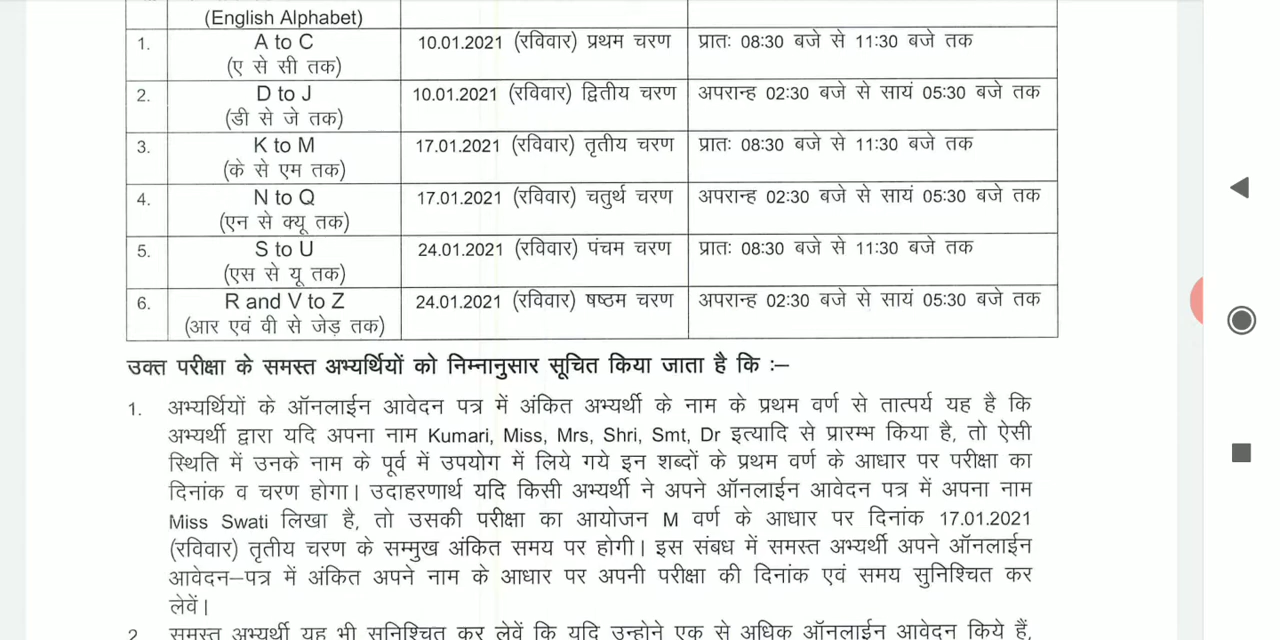 (English Alphabet)
1. A to C 10.01.2021 (रविवार) प्रथम चरण प्रातः 08:30 बजे से 11:30 बजे तक
(ए से सी तक)
2. D to J 10.01.2021 (रविवार) द्वितीय चरण अपरान्ह 02:30 बजे से सायं 05:30 बजे तक
(डी से जे तक)
3. K to M 17.01.2021 (रविवार) तृतीय चरण प्रातः 08:30 बजे से 11:30 बजे तक
(के से एम तक)
4. N to Q 17.01.2021 (रविवार) चतुर्थ चरण अपरान्ह 02:30 बजे से सायं 05:30 बजे तक
(एन से क्यू तक)
5. S to U 24.01.2021 (रविवार) पंचम चरण प्रातः 08:30 बजे से 11:30 बजे तक
(एस से यू तक)
6. R and V to Z 24.01.2021 (रविवार) षष्ठम चरण अपरान्ह 02:30 बजे से सायं 05:30 बजे तक
(आर एवं वी से जेड़ तक)
उक्त परीक्षा के समस्त अभ्यर्थियों को निम्नानुसार सूचित किया जाता है कि :–
1. अभ्यर्थियों के ऑनलाईन आवेदन पत्र में अंकित अभ्यर्थी के नाम के प्रथम वर्ण से तात्पर्य यह है कि
अभ्यर्थी द्वारा यदि अपना नाम Kumari, Miss, Mrs, Shri, Smt, Dr इत्यादि से प्रारम्भ किया है, तो ऐसी
स्थिति में उनके नाम के पूर्व में उपयोग में लिये गये इन शब्दों के प्रथम वर्ण के आधार पर परीक्षा का
दिनांक व चरण होगा। उदाहरणार्थ यदि किसी अभ्यर्थी ने अपने ऑनलाईन आवेदन पत्र में अपना नाम
Miss Swati लिखा है, तो उसकी परीक्षा का आयोजन M वर्ण के आधार पर दिनांक 17.01.2021
(रविवार) तृतीय चरण के सम्मुख अंकित समय पर होगी। इस संबध में समस्त अभ्यर्थी अपने ऑनलाईन
आवेदन–पत्र में अंकित अपने नाम के आधार पर अपनी परीक्षा की दिनांक एवं समय सुनिश्चित कर
लेवें।
2. समस्त अभ्यर्थी यह भी सुनिश्चित कर लेवें कि यदि उन्होने एक से अधिक ऑनलाईन आवेदन किये हैं,